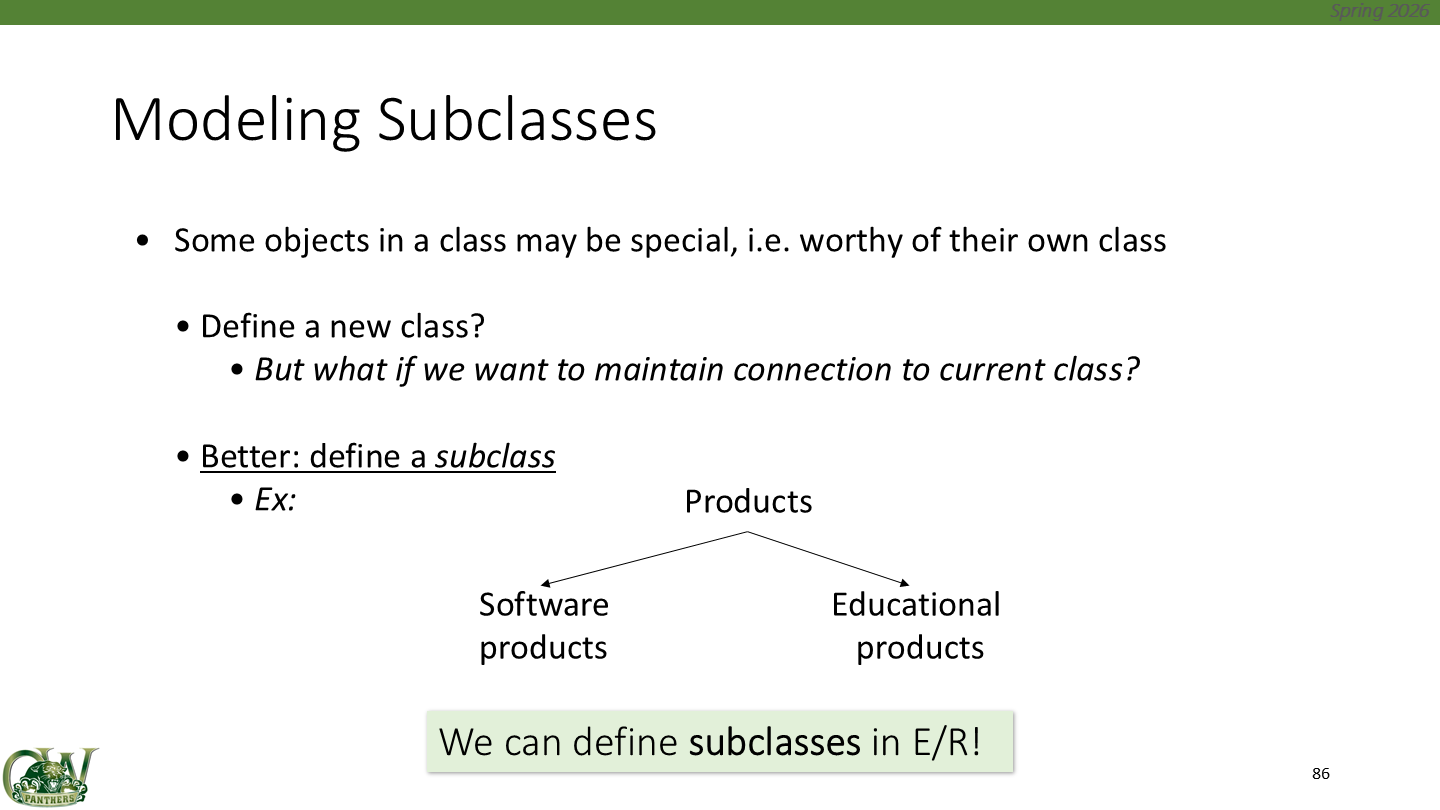 Spring 2026
Modeling Subclasses
• Some objects in a class may be special, i.e. worthy of their own class
• Define a new class?
• But what if we want to maintain connection to current class?
• Better: define a subclass
• Ex:
Products
Software
products
Educational
products
We can define subclasses in E/R!
OW
PANTHERS
86